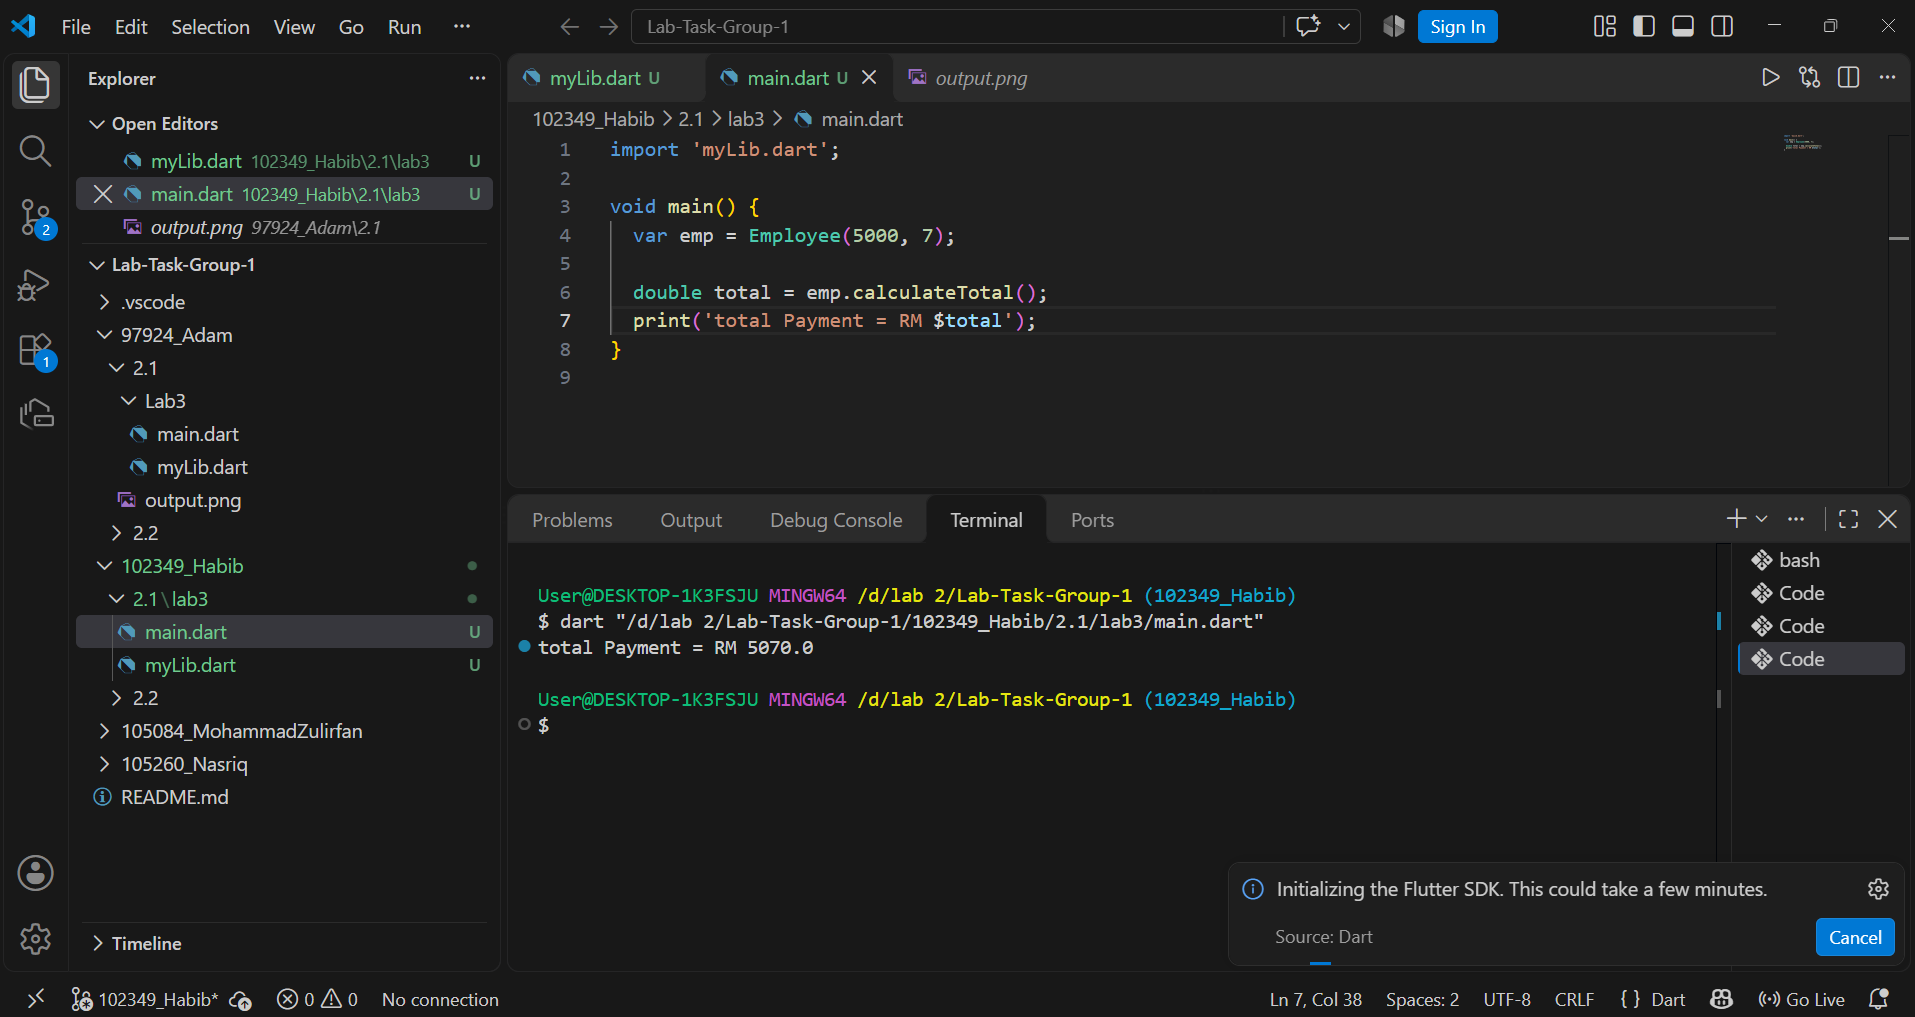 File Edit Selection View Go Run ···
Lab-Task-Group-1
Sign In
Explorer
Open Editors
myLib.dart 102349_Habib\2.1\lab3 U
main.dart 102349_Habib\2.1\lab3 U
output.png 97924_Adam\2.1
Lab-Task-Group-1
.vscode
97924_Adam
2.1
Lab3
main.dart
myLib.dart
output.png
2.2
102349_Habib
2.1\lab3
main.dart U
myLib.dart U
2.2
105084_MohammadZulirfan
105260_Nasriq
README.md
Timeline
2
1
myLib.dart U
main.dart U
output.png
102349_Habib > 2.1 > lab3 > main.dart
1 import 'myLib.dart';
2
3 void main() {
4 var emp = Employee(5000, 7);
5
6 double total = emp.calculateTotal();
7 print('total Payment = RM $total');
8 }
9
Problems Output Debug Console Terminal Ports
User@DESKTOP-1K3FSJU MINGW64 /d/lab 2/Lab-Task-Group-1 (102349_Habib)
$ dart "/d/lab 2/Lab-Task-Group-1/102349_Habib/2.1/lab3/main.dart"
total Payment = RM 5070.0
User@DESKTOP-1K3FSJU MINGW64 /d/lab 2/Lab-Task-Group-1 (102349_Habib)
$
bash
Code
Code
Code
Initializing the Flutter SDK. This could take a few minutes.
Source: Dart
Cancel
102349_Habib* 0 0 No connection
Ln 7, Col 38 Spaces: 2 UTF-8 CRLF { } Dart Go Live